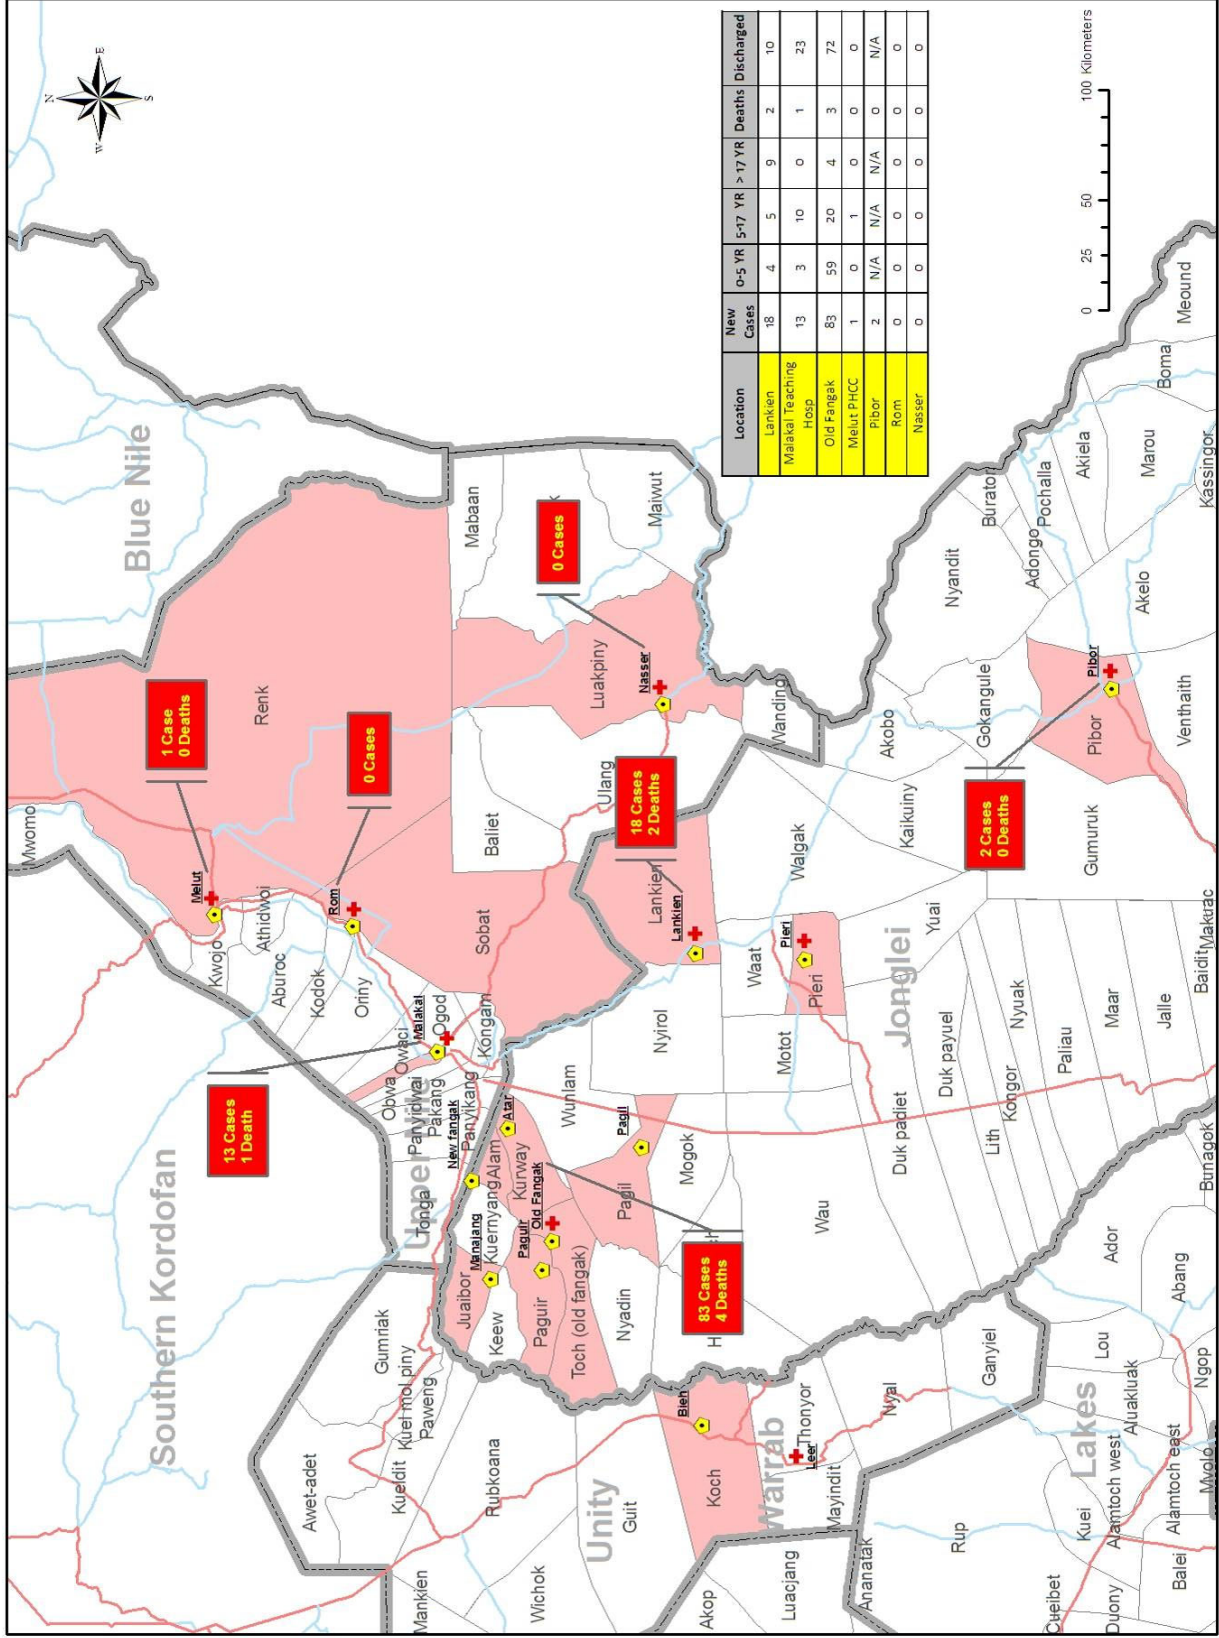 Southern Kordofan
Blue Nile
Upper Nile
Unity
Warrab
Lakes
Jonglei
N
E
S
W
Mwomo
Renk
1 Case
0 Deaths
0 Cases
13 Cases
1 Death
0 Cases
18 Cases
2 Deaths
2 Cases
0 Deaths
83 Cases
4 Deaths
Melut
Kwojo
Athidwoi
Aburoc
Kodok
Rom
Oriny
Malakal
Ogod
Owaci
Obwa
Panyidwai
Pakang
Panyikang
Kongam
Sobat
Tonga
New fangak
Atar
Alam
Kuernyang
Kurway
Old Fangak
Paguir
Manajang
Juaibor
Keew
Paguir
Toch (old fangak)
Nyadin
Pagil
Pagil
Mogok
Wunlam
Nyirol
Baliet
Ulang
Luakpiny
Nasser
Mabaan
Maiwut
Wanding
Lankien
Lankien
Waat
Walgak
Pieri
Pieri
Motot
Akobo
Kaikuiny
Yuai
Gokangule
Gumuruk
Pibor
Pibor
Venthaith
Akelo
Nyandit
Burator
Adongo
Pochalla
Akiela
Marou
Kassingor
Boma
Meound
Wau
Duk padiet
Duk payuel
Lith
Kongor
Nyuak
Paliau
Maar
Jalle
Baidit
Makuac
Bunagok
Ador
Abang
Gumriak
Kuel mol piny
Paweng
Kueldit
Awet-adet
Rubkoana
Mankien
Wichok
Guit
Koch
Bieh
Thonyor
Leer
Mayindit
Nyal
Ganyiel
Akop
Luacjang
Ananatak
Rup
Cueibet
Kuei
Duony
Balei
Alamtoch west
Alamtoch east
Aluakluak
Lou
Ngop
Mvolo
Location New Cases 0-5 YR 5-17 YR > 17 YR Deaths Discharged
Lankien 18 4 5 9 2 10
Malakal Teaching Hosp 13 3 10 0 1 23
Old Fangak 83 59 20 4 3 72
Melut PHCC 1 0 1 0 0 0
Pibor 2 N/A N/A N/A 0 N/A
Rom 0 0 0 0 0 0
Nasser 0 0 0 0 0 0
0 25 50 100 Kilometers